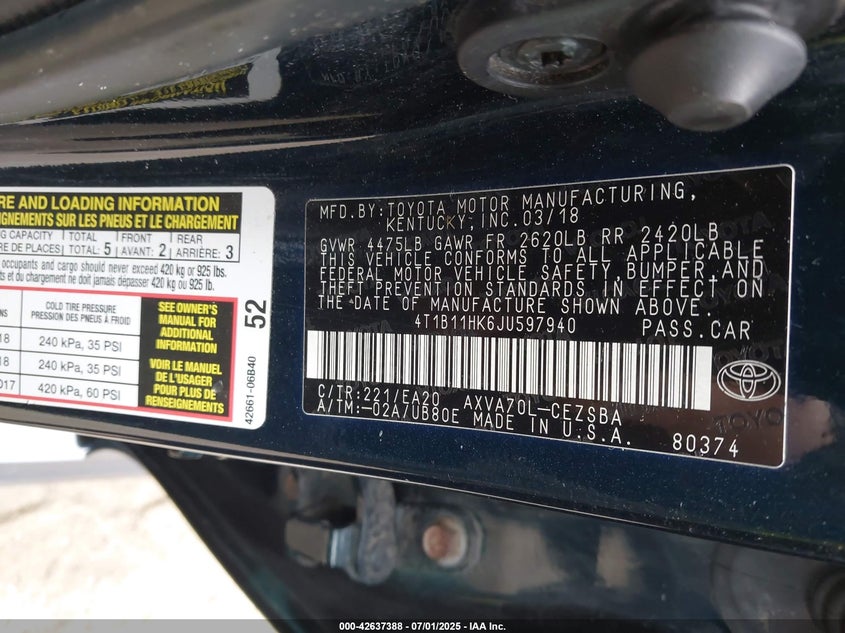 RE AND LOADING INFORMATION
IGNEMENTS SUR LES PNEUS ET LE CHARGEMENT
NG CAPACITY TOTAL FRONT REAR
RE DE PLACES TOTAL: 5 AVANT: 2 ARRIÈRE: 3
occupants and cargo should never exceed 420 kg or 925 lbs.
ts et du chargement ne doit jamais dépasser 420 kg ou 925 lb.
COLD TIRE PRESSURE
PRESSION DES PNEUS À FROID
18 240 kPa, 35 PSI
18 240 kPa, 35 PSI
017 420 kPa, 60 PSI
SEE OWNER'S
MANUAL FOR
ADDITIONAL
INFORMATION
VOIR LE MANUEL
DE L'USAGER
POUR PLUS DE
RENSEIGNEMENTS
52
42661-06B40
MFD. BY: TOYOTA MOTOR MANUFACTURING,
KENTUCKY, INC. 03/18
GVWR 4475LB GAWR FR 2620LB RR 2420LB
THIS VEHICLE CONFORMS TO ALL APPLICABLE
FEDERAL MOTOR VEHICLE SAFETY, BUMPER, AND
THEFT PREVENTION STANDARDS IN EFFECT ON
THE DATE OF MANUFACTURE SHOWN ABOVE.
4T1B11HK6JU597940 PASS. CAR
C/TR: 221/EA20 AXVA70L-CEZSBA
A/TM: -02A/UB80E MADE IN U.S.A. 80374
TOYOTA
000-42637388 - 07/01/2025 - IAA Inc.